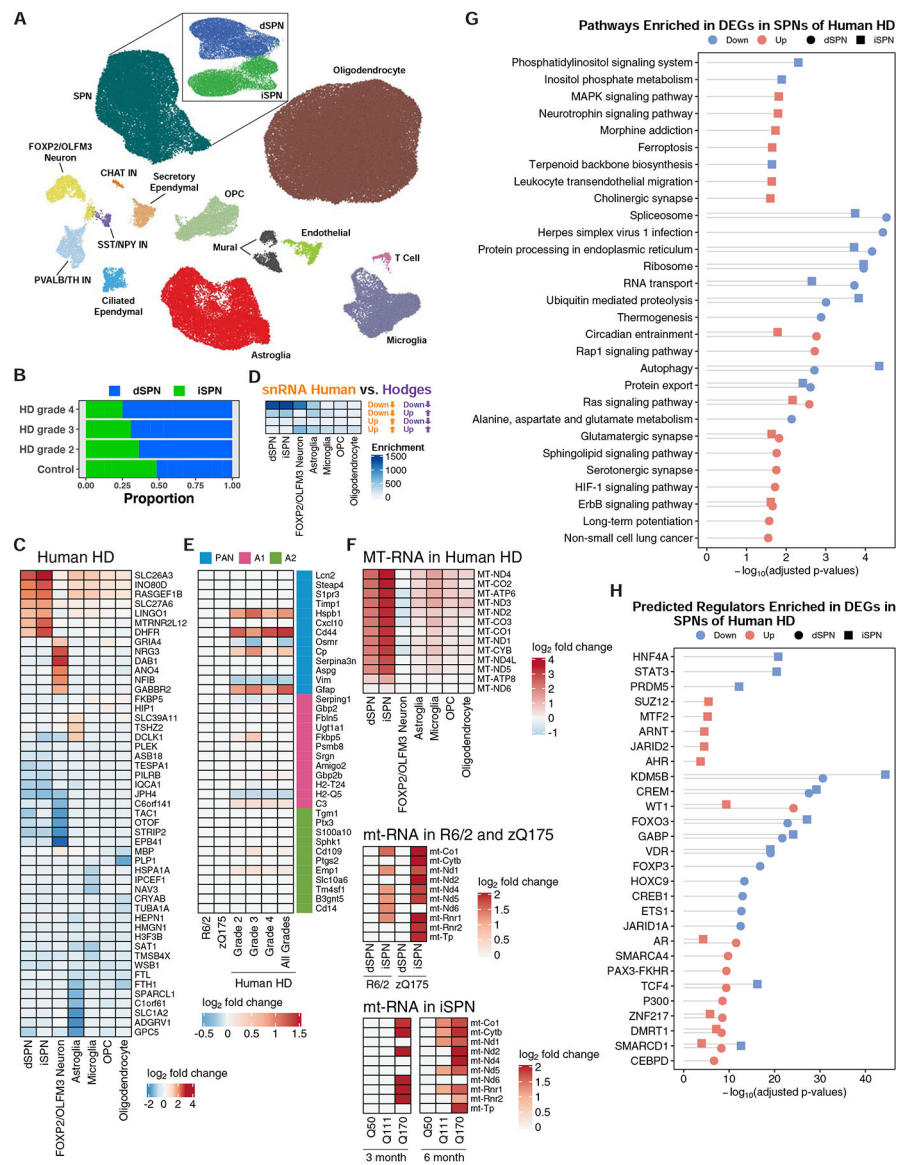 A
dSPN
iSPN
SPN
Oligodendrocyte
FOXP2/OLFM3
Neuron
CHAT IN
Secretory
Ependymal
OPC
Mural
Endothelial
SST/NPY IN
PVALB/TH IN
Ciliated
Ependymal
T Cell
Astroglia
Microglia
B
dSPN iSPN
HD grade 4
HD grade 3
HD grade 2
Control
0.00 0.25 0.50 0.75 1.00
Proportion
D
snRNA Human vs. Hodges
Down Down
Down Up
Up Down
Up Up
dSPN
iSPN
FOXP2/OLFM3 Neuron
Astroglia
Microglia
OPC
Oligodendrocyte
Enrichment
1500
1000
500
0
C
Human HD
SLC26A3
INO80D
RASGEF1B
SLC27A6
LINGO1
MTRNR2L12
DHFR
GRIA4
NRG3
DAB1
ANO4
NFIB
GABBR2
FKBP5
HIP1
SLC39A11
TSHZ2
DCLK1
PLEK
ASB18
TESPA1
PILRB
IQCA1
JPH4
C6orf141
TAC1
OTOF
STRIP2
EPB41
MBP
PLP1
HSPA1A
IPCEF1
NAV3
CRYAB
TUBA1A
HEPN1
HMGN1
H3F3B
SAT1
TMSB4X
WSB1
FTL
FTH1
SPARCL1
C1orf61
SLC1A2
ADGRV1
GPC5
dSPN
iSPN
FOXP2/OLFM3 Neuron
Astroglia
Microglia
OPC
Oligodendrocyte
log2 fold change
-2 0 2 4
E
PAN A1 A2
Lcn2
Steap4
S1pr3
Timp1
Hspb1
Cxcl10
Cd44
Osmr
Cp
Serpina3n
Aspg
Vim
Gfap
Serping1
Gbp2
Fbln5
Ugt1a1
Fkbp5
Psmb8
Srgn
Amigo2
Gbp2b
H2-T24
H2-Q5
C3
Tgm1
Ptx3
S100a10
Sphk1
Cd109
Ptgs2
Emp1
Slc10a6
Tm4sf1
B3gnt5
Cd14
R6/2
zQ175
Grade 2
Grade 3
Grade 4
All Grades
Human HD
log2 fold change
-0.5 0 0.5 1 1.5
F
MT-RNA in Human HD
MT-ND4
MT-CO2
MT-ATP6
MT-ND3
MT-ND2
MT-CO3
MT-CO1
MT-ND1
MT-CYB
MT-ND4L
MT-ND5
MT-ATP8
MT-ND6
dSPN
iSPN
FOXP2/OLFM3 Neuron
Astroglia
Microglia
OPC
Oligodendrocyte
log2 fold change
4
3
2
1
0
-1
mt-RNA in R6/2 and zQ175
mt-Co1
mt-Cytb
mt-Nd1
mt-Nd2
mt-Nd4
mt-Nd5
mt-Nd6
mt-Rnr1
mt-Rnr2
mt-Tp
dSPN
iSPN
dSPN
iSPN
R6/2 zQ175
log2 fold change
2
1.5
1
0.5
0
mt-RNA in iSPN
mt-Co1
mt-Cytb
mt-Nd1
mt-Nd2
mt-Nd4
mt-Nd5
mt-Nd6
mt-Rnr1
mt-Rnr2
mt-Tp
Q50
Q111
Q170
Q50
Q111
Q170
3 month 6 month
log2 fold change
2
1.5
1
0.5
0
G
Pathways Enriched in DEGs in SPNs of Human HD
Down Up dSPN iSPN
Phosphatidylinositol signaling system
Inositol phosphate metabolism
MAPK signaling pathway
Neurotrophin signaling pathway
Morphine addiction
Ferroptosis
Terpenoid backbone biosynthesis
Leukocyte transendothelial migration
Cholinergic synapse
Spliceosome
Herpes simplex virus 1 infection
Protein processing in endoplasmic reticulum
Ribosome
RNA transport
Ubiquitin mediated proteolysis
Thermogenesis
Circadian entrainment
Rap1 signaling pathway
Autophagy
Protein export
Ras signaling pathway
Alanine, aspartate and glutamate metabolism
Glutamatergic synapse
Sphingolipid signaling pathway
Serotonergic synapse
HIF-1 signaling pathway
ErbB signaling pathway
Long-term potentiation
Non-small cell lung cancer
0 1 2 3 4
−log10(adjusted p-values)
H
Predicted Regulators Enriched in DEGs in
SPNs of Human HD
Down Up dSPN iSPN
HNF4A
STAT3
PRDM5
SUZ12
MTF2
ARNT
JARID2
AHR
KDM5B
CREM
WT1
FOXO3
GABP
VDR
FOXP3
HOXC9
CREB1
ETS1
JARID1A
AR
SMARCA4
PAX3-FKHR
TCF4
P300
ZNF217
DMRT1
SMARCD1
CEBPD
0 10 20 30 40
−log10(adjusted p-values)